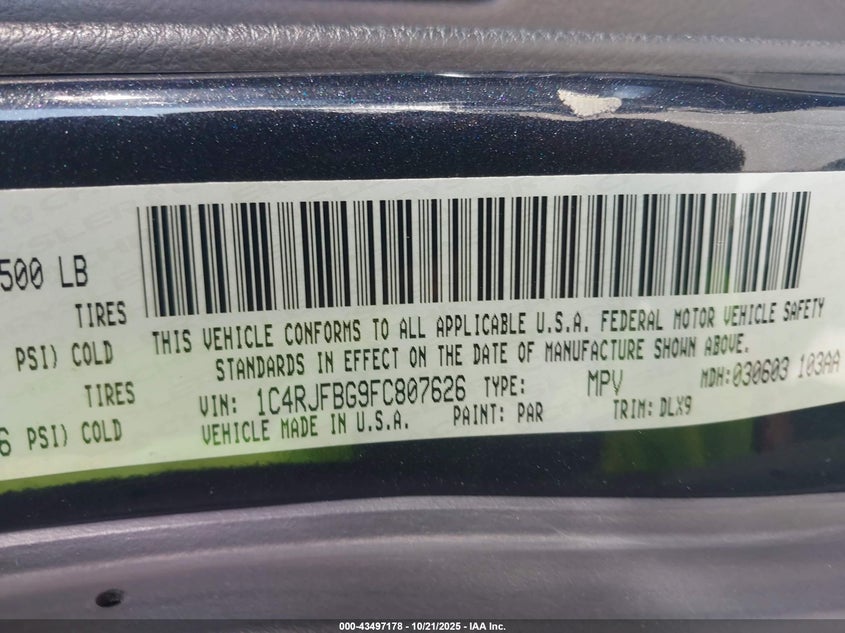 500 LB
TIRES
PSI) COLD
TIRES
6 PSI) COLD
THIS VEHICLE CONFORMS TO ALL APPLICABLE U.S.A. FEDERAL MOTOR VEHICLE SAFETY
STANDARDS IN EFFECT ON THE DATE OF MANUFACTURE SHOWN ABOVE.
VIN: 1C4RJFBG9FC807626 TYPE: MPV MDH:030603 103AA
VEHICLE MADE IN U.S.A. PAINT: PAR TRIM: DLX9
000-43497178 - 10/21/2025 - IAA Inc.